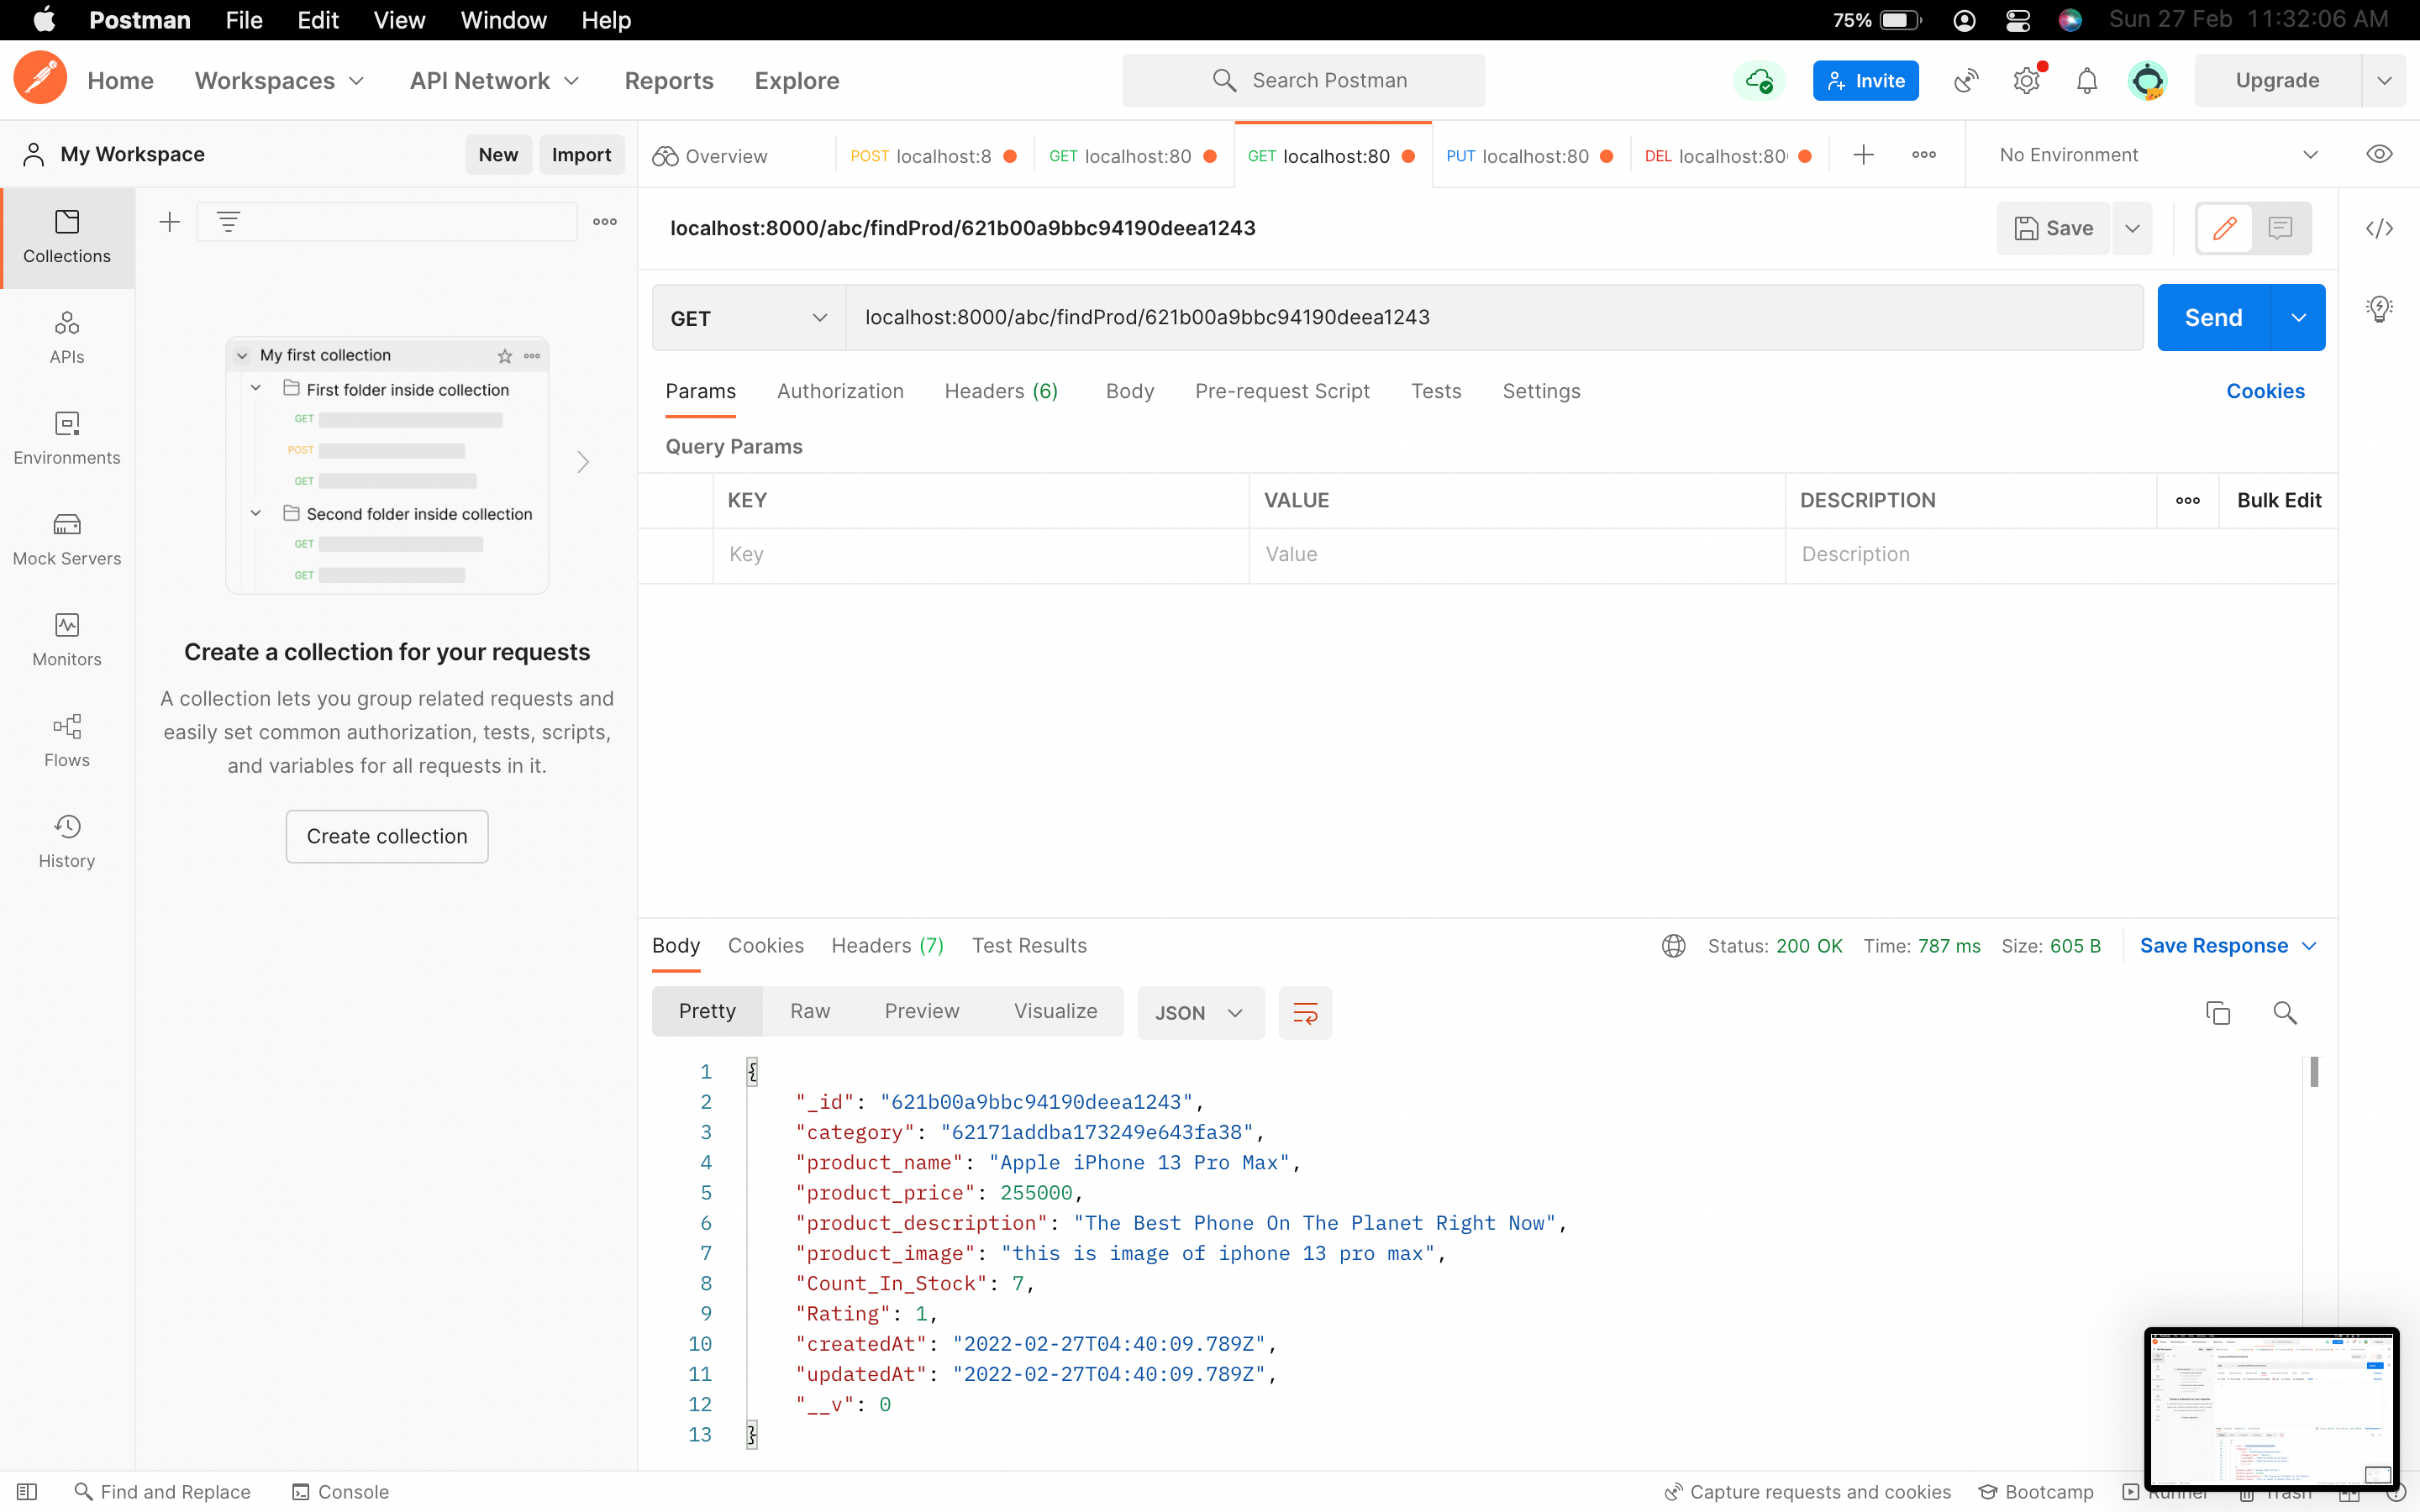 Postman File Edit View Window Help 75% Sun 27 Feb 11:32:06 AM
Home Workspaces API Network Reports Explore Search Postman Invite Upgrade
My Workspace New Import Overview POST localhost:8 GET localhost:80 GET localhost:80 PUT localhost:80 DEL localhost:80 No Environment
Collections
APIs
Environments
Mock Servers
Monitors
Flows
History
My first collection
First folder inside collection
GET
POST
GET
Second folder inside collection
GET
GET
Create a collection for your requests
A collection lets you group related requests and
easily set common authorization, tests, scripts,
and variables for all requests in it.
Create collection
localhost:8000/abc/findProd/621b00a9bbc94190deea1243 Save
GET localhost:8000/abc/findProd/621b00a9bbc94190deea1243 Send
Params Authorization Headers (6) Body Pre-request Script Tests Settings Cookies
Query Params
KEY VALUE DESCRIPTION Bulk Edit
Key Value Description
Body Cookies Headers (7) Test Results Status: 200 OK Time: 787 ms Size: 605 B Save Response
Pretty Raw Preview Visualize JSON
1 {
2 "_id": "621b00a9bbc94190deea1243",
3 "category": "62171addba173249e643fa38",
4 "product_name": "Apple iPhone 13 Pro Max",
5 "product_price": 255000,
6 "product_description": "The Best Phone On The Planet Right Now",
7 "product_image": "this is image of iphone 13 pro max",
8 "Count_In_Stock": 7,
9 "Rating": 1,
10 "createdAt": "2022-02-27T04:40:09.789Z",
11 "updatedAt": "2022-02-27T04:40:09.789Z",
12 "__v": 0
13 }
Find and Replace Console Capture requests and cookies Bootcamp Runner Trash